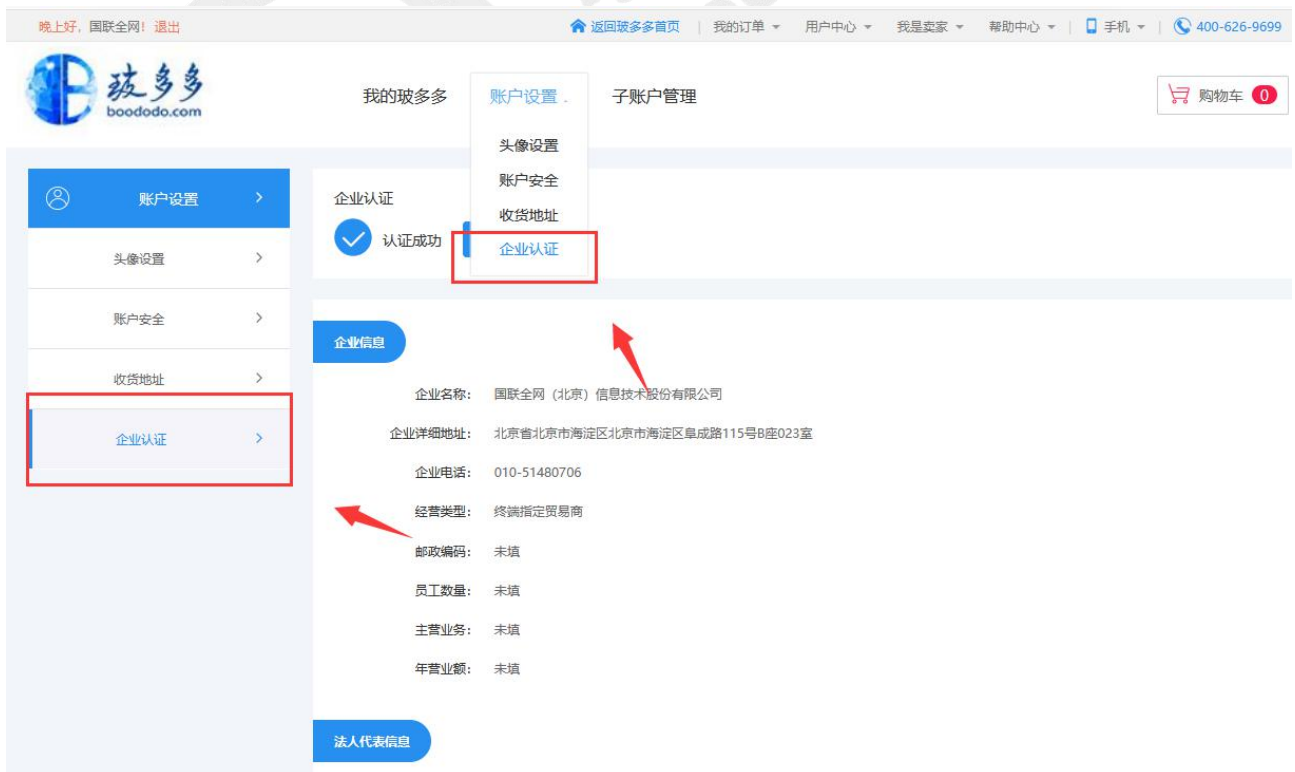 晚上好, 国联全网! 退出
返回玻多多首页 | 我的订单 用户中心 我是卖家 帮助中心 | 手机 | 400-626-9699
玻多多
boododo.com
我的玻多多 账户设置 子账户管理
购物车 0
头像设置
账户安全
收货地址
企业认证
账户设置
头像设置
账户安全
收货地址
企业认证
企业认证
认证成功
企业信息
企业名称: 国联全网 (北京) 信息技术股份有限公司
企业详细地址: 北京省北京市海淀区北京市海淀区阜成路115号B座023室
企业电话: 010-51480706
经营类型: 终端指定贸易商
邮政编码: 未填
员工数量: 未填
主营业务: 未填
年营业额: 未填
法人代表信息